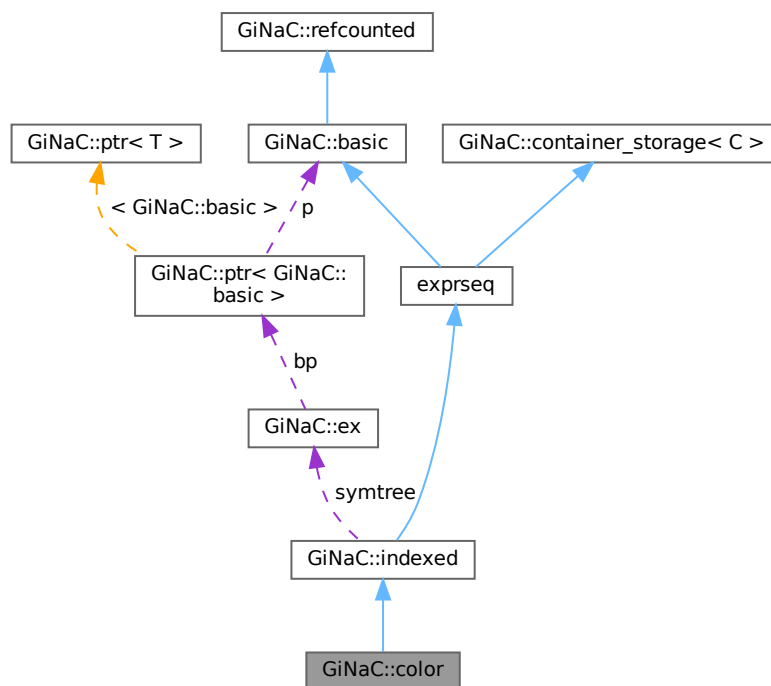 GiNaC::refcounted
GiNaC::ptr< T >
GiNaC::basic
GiNaC::container_storage< C >
< GiNaC::basic >
p
GiNaC::ptr< GiNaC::
basic >
exprseq
bp
GiNaC::ex
symtree
GiNaC::indexed
GiNaC::color